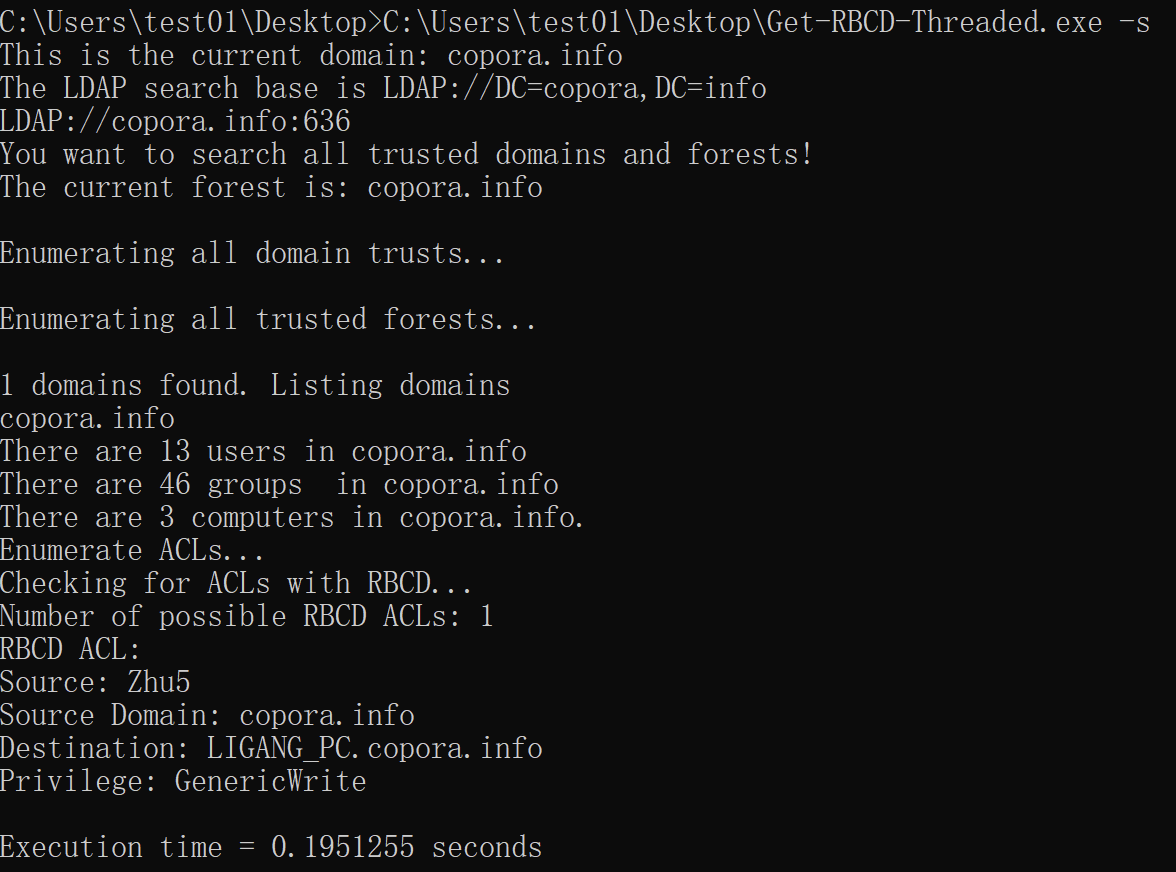 C:\Users\test01\Desktop>C:\Users\test01\Desktop\Get-RBCD-Threaded.exe -s
This is the current domain: copora.info
The LDAP search base is LDAP://DC=copora,DC=info
LDAP://copora.info:636
You want to search all trusted domains and forests!
The current forest is: copora.info
Enumerating all domain trusts...
Enumerating all trusted forests...
1 domains found. Listing domains
copora.info
There are 13 users in copora.info
There are 46 groups  in copora.info
There are 3 computers in copora.info.
Enumerate ACLs...
Checking for ACLs with RBCD...
Number of possible RBCD ACLs: 1
RBCD ACL:
Source: Zhu5
Source Domain: copora.info
Destination: LIGANG_PC.copora.info
Privilege: GenericWrite
Execution time = 0.1951255 seconds